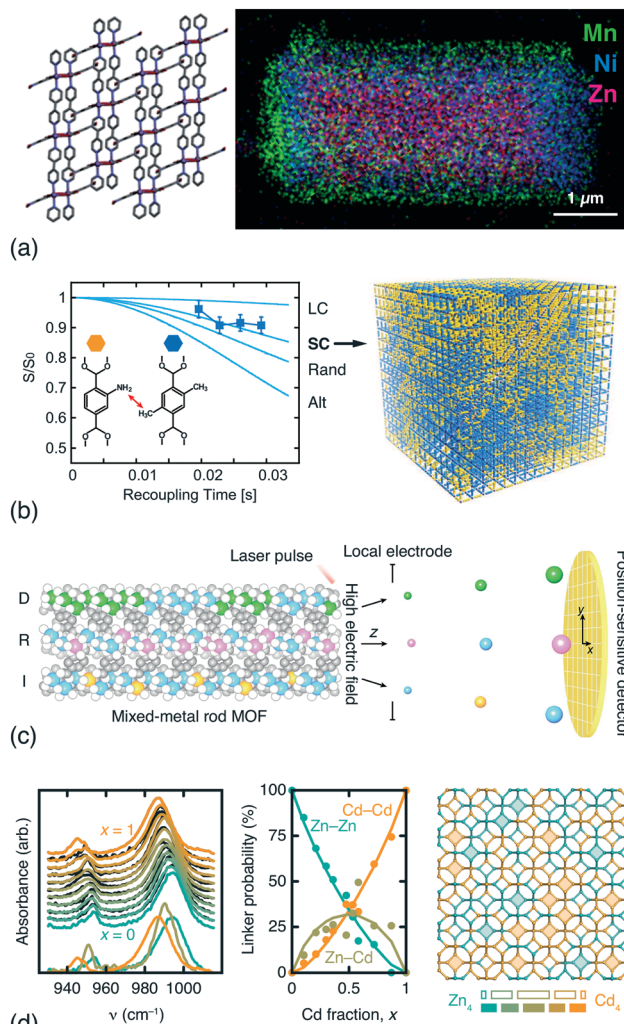 Mn
Ni
Zn
1 µm
(a)
1
0.9
0.8
0.7
0.6
0.5
S/S0
NH2
CH3
H3C
O O
O O
O O
O O
LC
SC
Rand
Alt
0
0.01
0.02
0.03
Recoupling Time [s]
(b)
Laser pulse
Local electrode
D
R
I
High electric field
z
y
x
Position-sensitive detector
Mixed-metal rod MOF
(c)
Absorbance (arb.)
x = 1
x = 0
940 960 980 1000
ν (cm⁻¹)
Linker probability (%)
100
75
50
25
0
Cd–Cd
Zn–Zn
Zn–Cd
0 0.5 1
Cd fraction, x
Zn4
Cd4
(d)